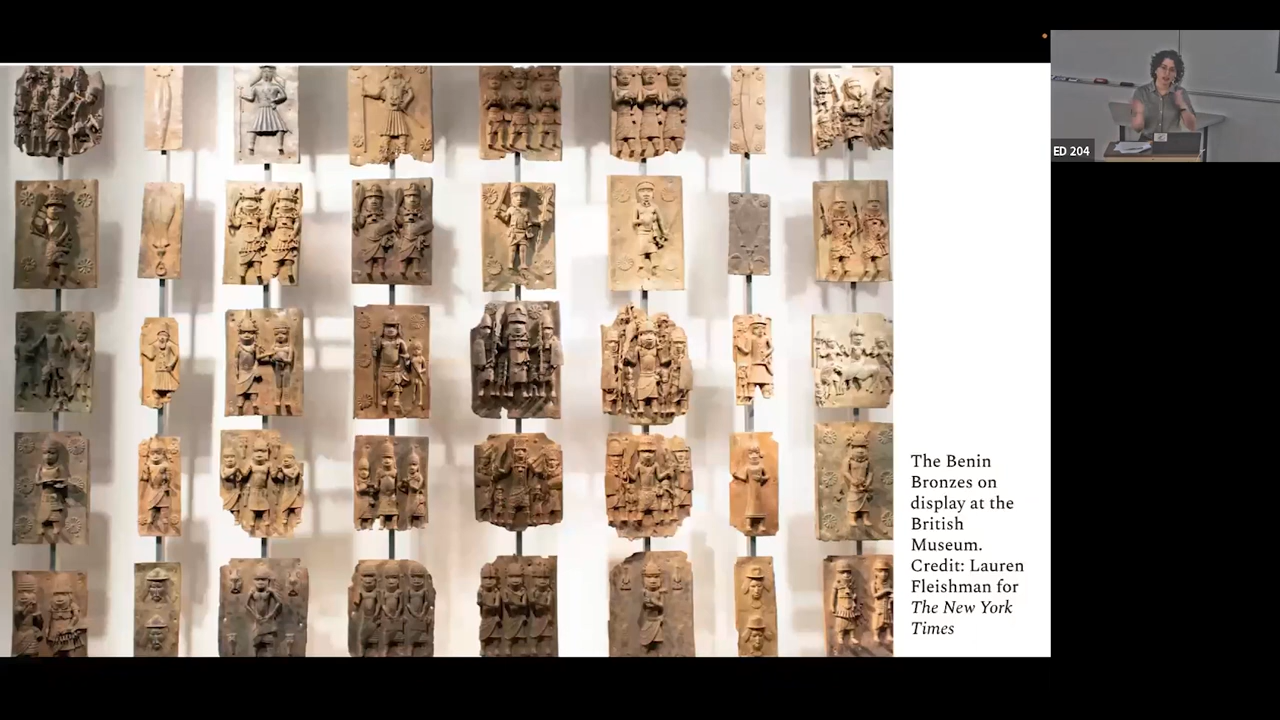 ED 204
The Benin
Bronzes on
display at the
British
Museum.
Credit: Lauren
Fleishman for
The New York
Times